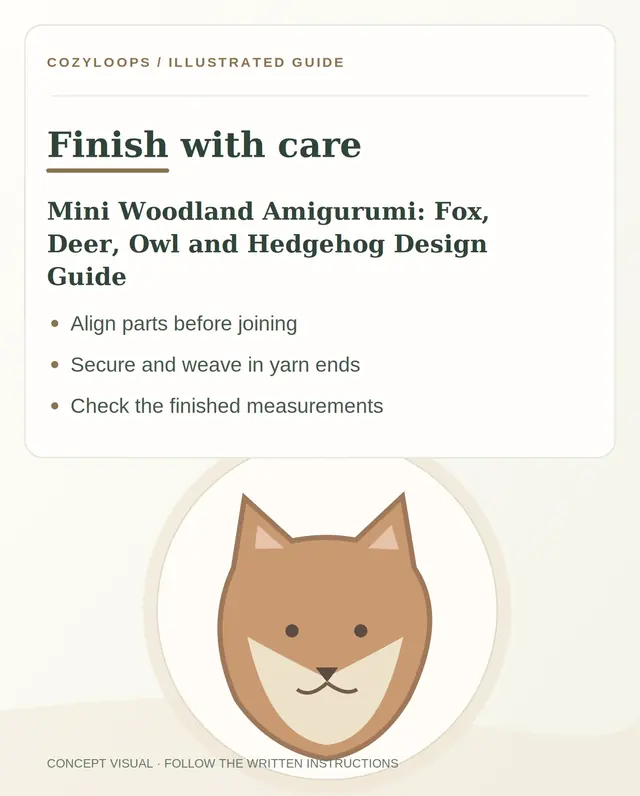 COZYLOOPS / ILLUSTRATED GUIDE
Finish with care
Mini Woodland Amigurumi: Fox,
Deer, Owl and Hedgehog Design
Guide
• Align parts before joining
• Secure and weave in yarn ends
• Check the finished measurements
CONCEPT VISUAL · FOLLOW THE WRITTEN INSTRUCTIONS